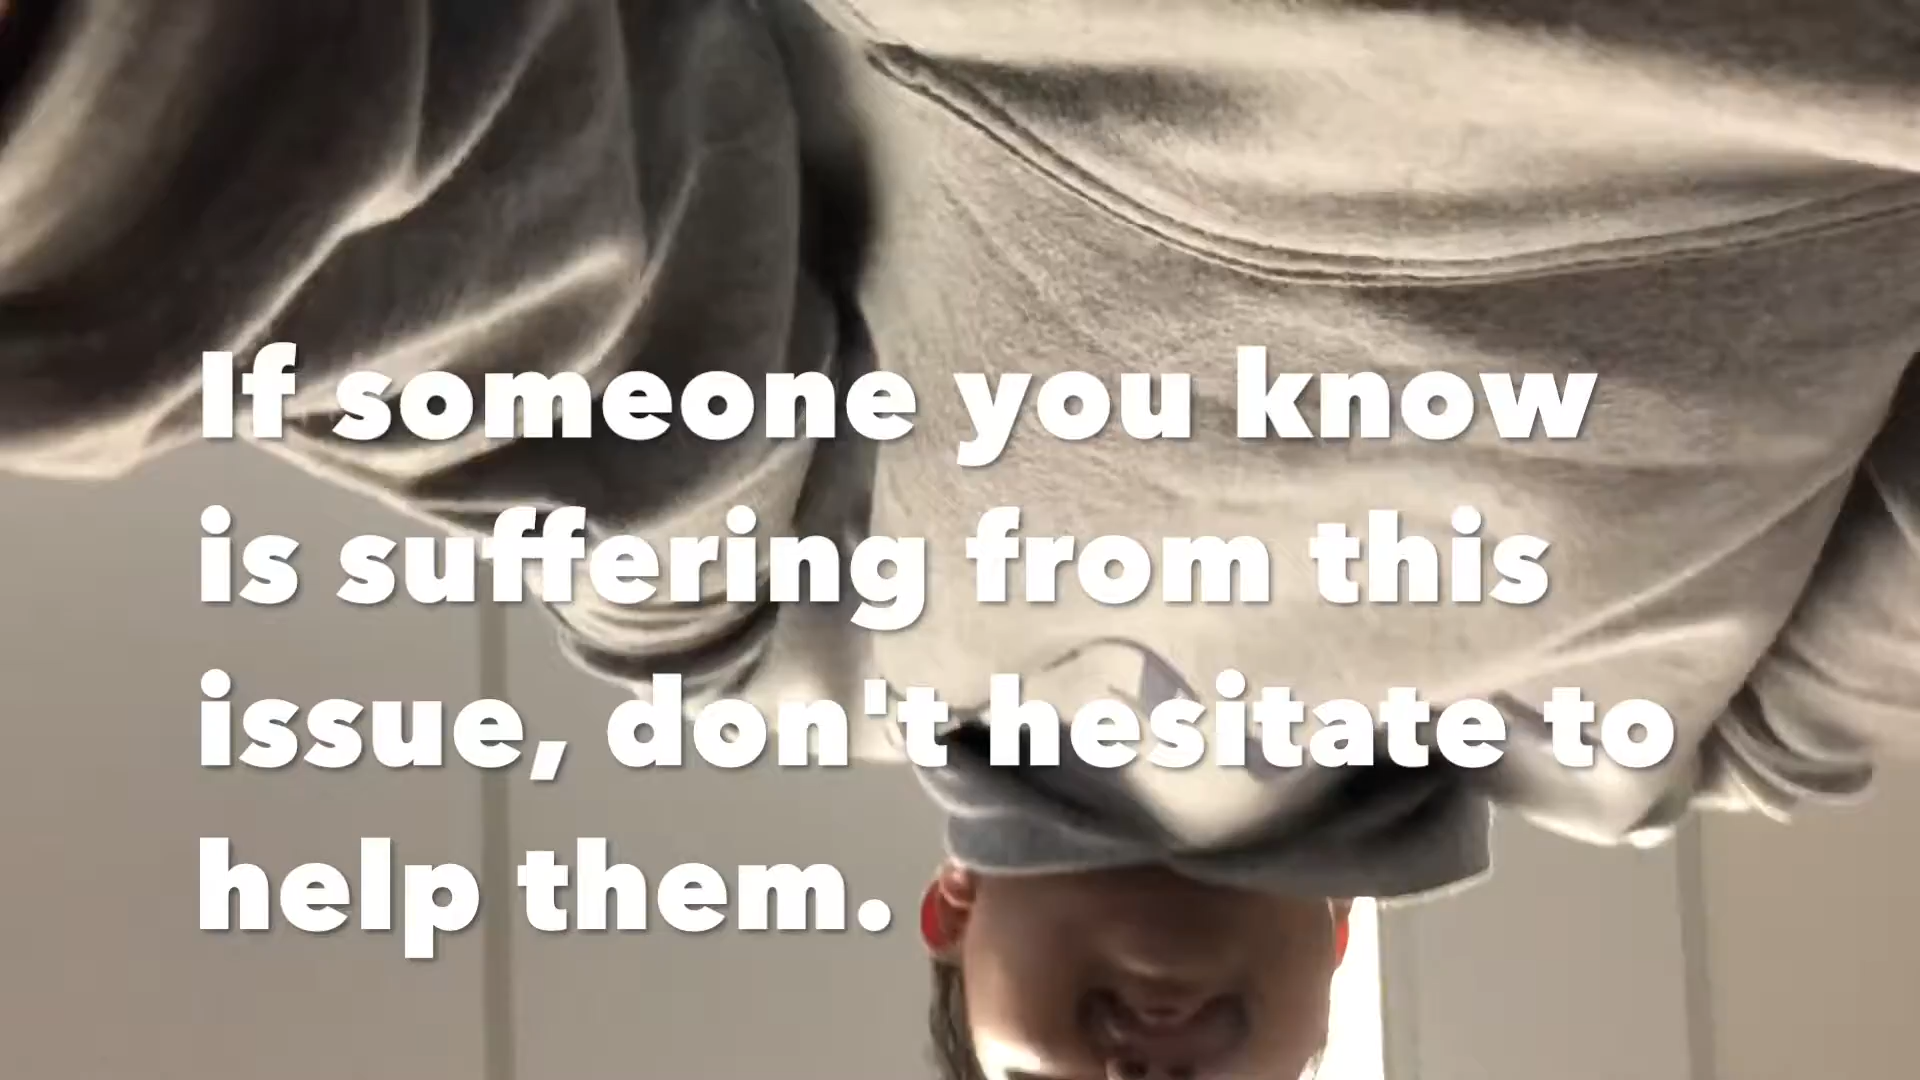 If someone you know
is suffering from this
issue, don't hesitate to
help them.